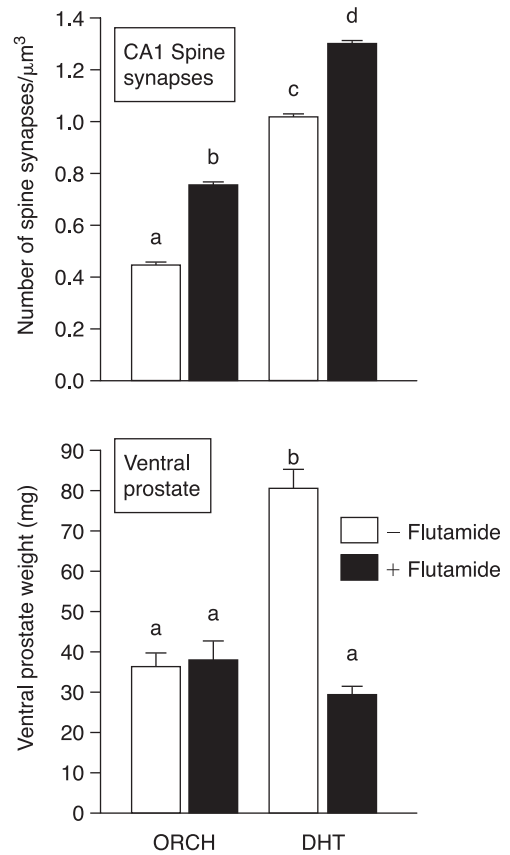 Number of spine synapses/μm³
1.4
1.2
1.0
0.8
0.6
0.4
0.2
0.0
CA1 Spine
synapses
a
b
c
d
Ventral prostate weight (mg)
90
80
70
60
50
40
30
20
10
0
Ventral
prostate
a
a
b
a
− Flutamide
+ Flutamide
ORCH
DHT